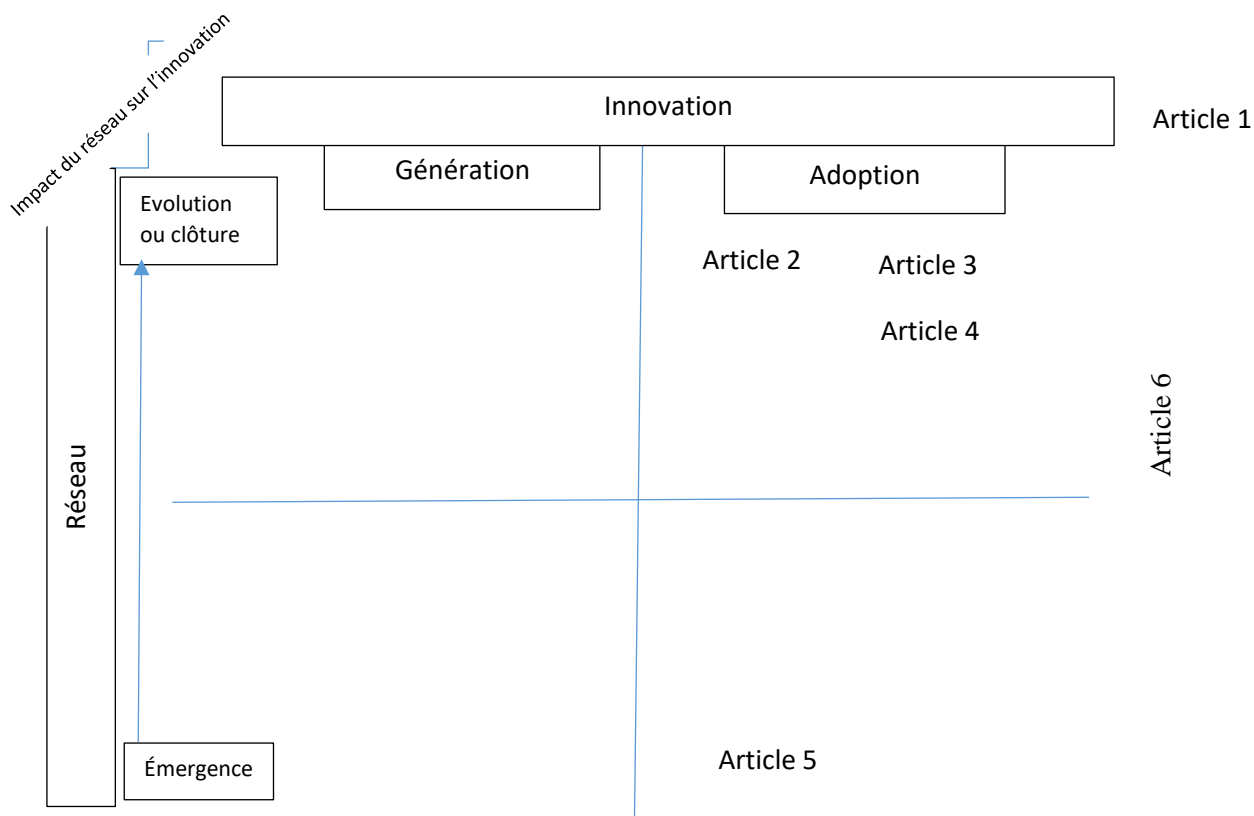 Impact du réseau sur l'innovation
Innovation
Article 1
Génération
Adoption
Evolution
ou clôture
Article 2
Article 3
Article 4
Article 6
Réseau
Émergence
Article 5